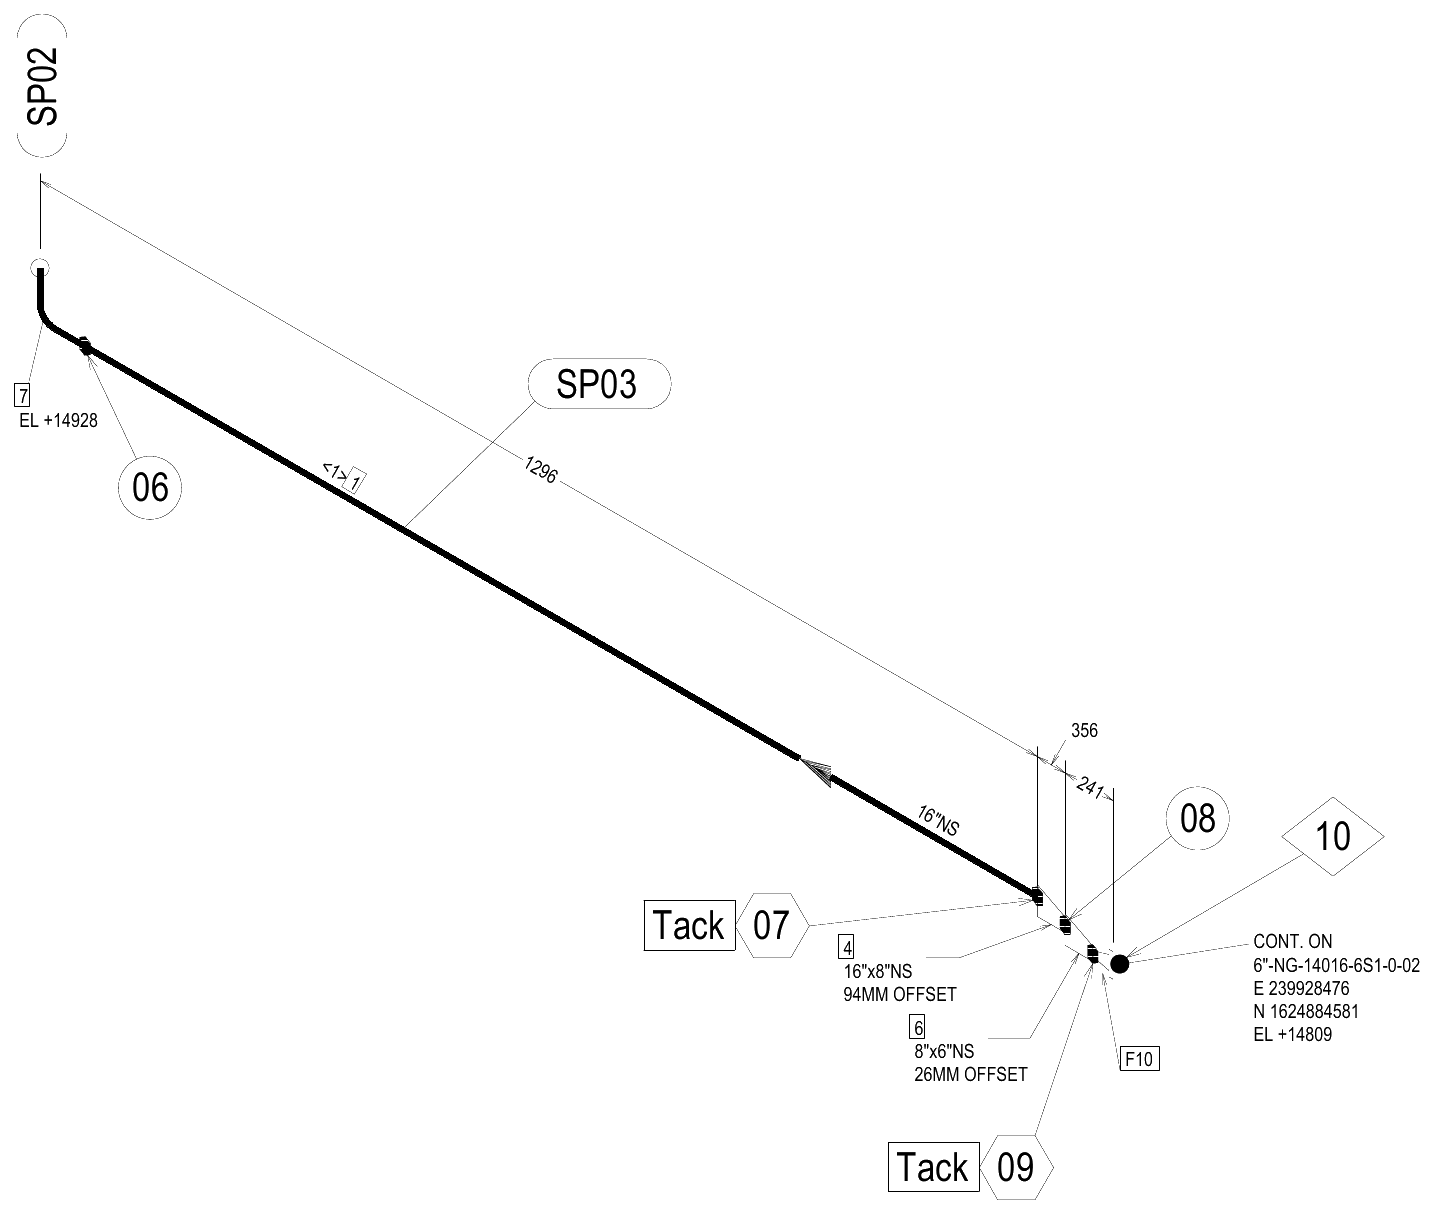 SP02
SP03
7
EL +14928
06
<1> 1
1296
356
241
16"NS
08
10
Tack 07
4
16"x8"NS
94MM OFFSET
CONT. ON
6"-NG-14016-6S1-0-02
E 239928476
N 1624884581
EL +14809
6
8"x6"NS
26MM OFFSET
F10
Tack 09